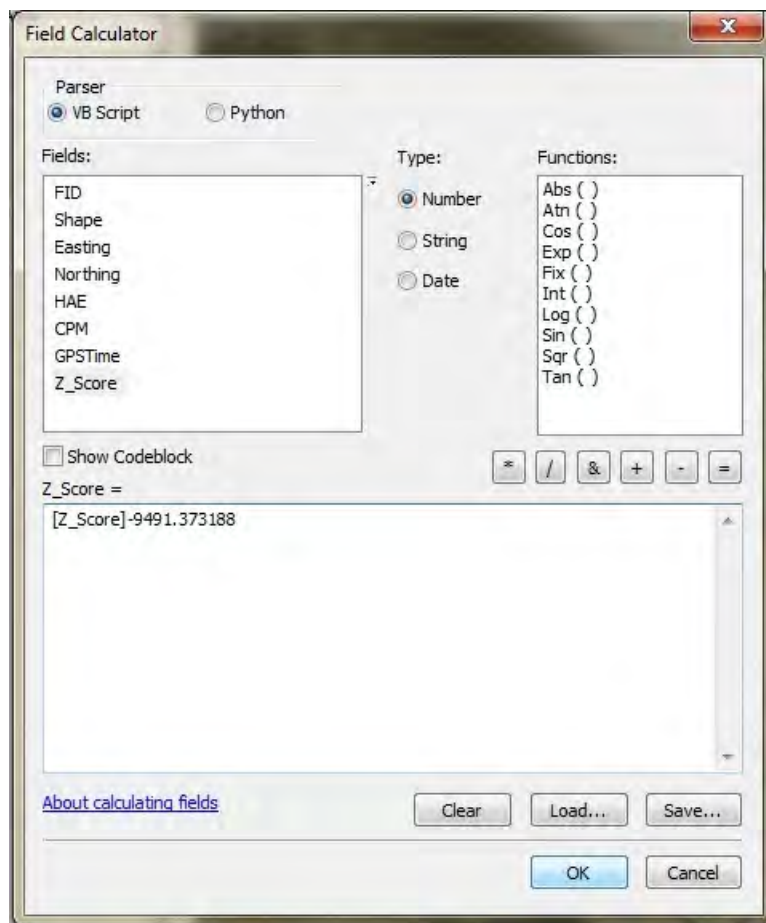 Field Calculator
X
Parser
VB Script Python
Fields: Type: Functions:
FID
Shape
Easting
Northing
HAE
CPM
GPSTime
Z_Score
Number
String
Date
Abs ( )
Atn ( )
Cos ( )
Exp ( )
Fix ( )
Int ( )
Log ( )
Sin ( )
Sqr ( )
Tan ( )
Show Codeblock
* / & + - =
Z_Score =
[Z_Score]-9491.373188
About calculating fields
Clear Load... Save...
OK Cancel